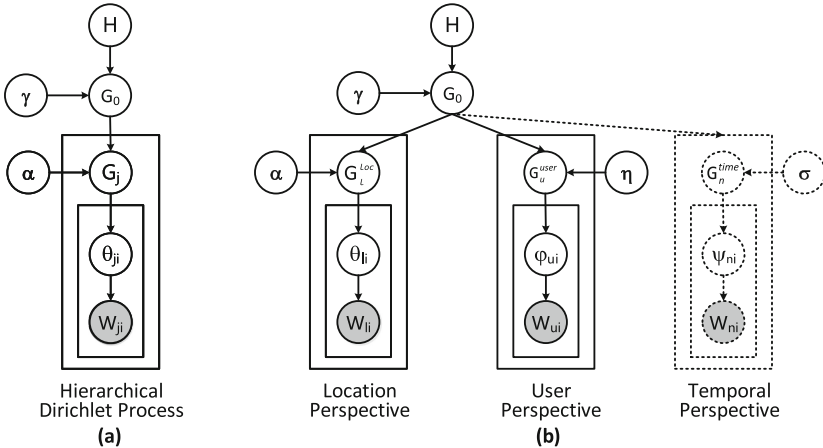 H
γ
G₀
α
Gⱼ
θⱼᵢ
Wⱼᵢ
Hierarchical
Dirichlet Process
(a)
H
γ
G₀
α
G_L^Loc
θₗᵢ
Wₗᵢ
Location
Perspective
G_u^user
η
φᵤᵢ
Wᵤᵢ
User
Perspective
G_n^time
σ
ψₙᵢ
Wₙᵢ
Temporal
Perspective
(b)